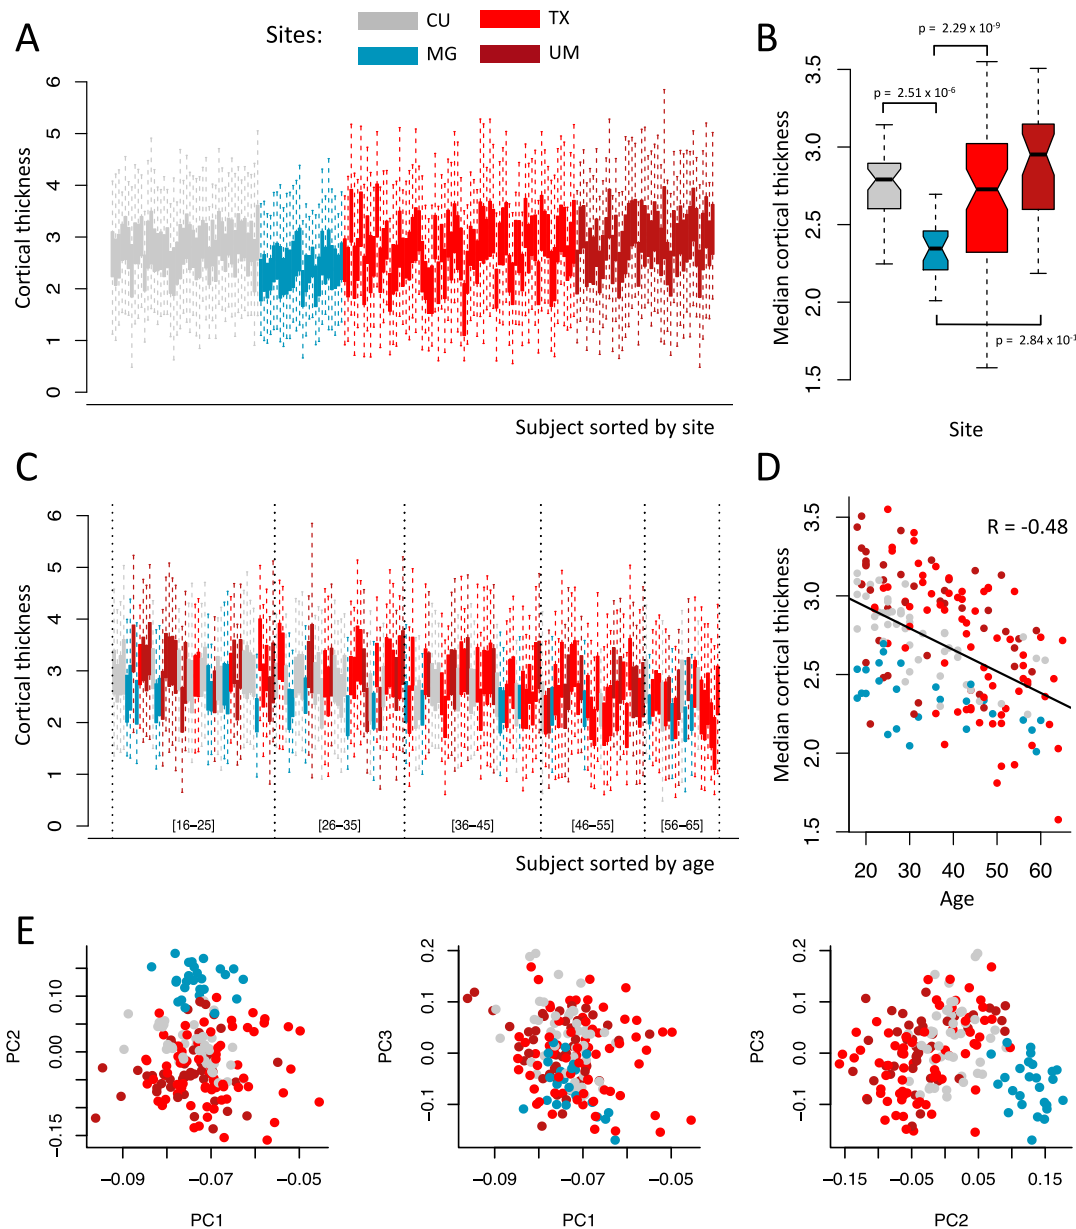 A
Sites:
CU
TX
MG
UM
Cortical thickness
6
5
4
3
2
1
0
Subject sorted by site
B
p = 2.29 x 10-9
p = 2.51 x 10-6
Median cortical thickness
3.5
3.0
2.5
2.0
1.5
p = 2.84 x 10-1
Site
C
Cortical thickness
6
5
4
3
2
1
0
[16–25]
[26–35]
[36–45]
[46–55]
[56–65]
Subject sorted by age
D
R = -0.48
Median cortical thickness
3.5
3.0
2.5
2.0
1.5
20 30 40 50 60
Age
E
PC2
0.10
0.00
−0.15
−0.09 −0.07 −0.05
PC1
PC3
0.2
0.1
0.0
−0.1
−0.09 −0.07 −0.05
PC1
PC3
0.2
0.1
0.0
−0.1
−0.15 −0.05 0.05 0.15
PC2